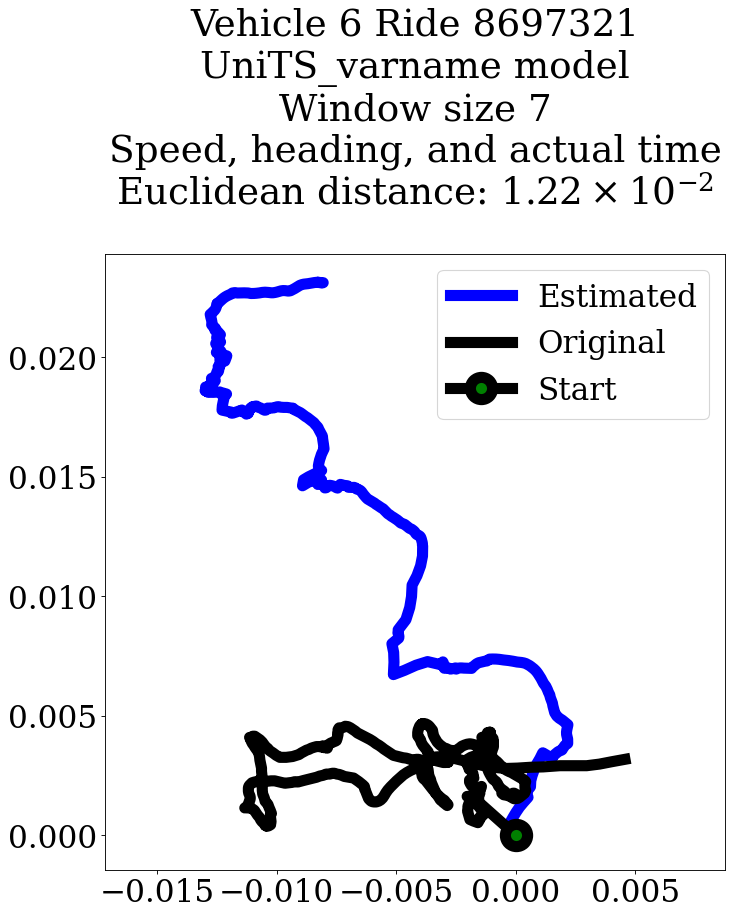 Vehicle 6 Ride 8697321
UniTS_varname model
Window size 7
Speed, heading, and actual time
Euclidean distance: 1.22 × 10⁻²
Estimated
Original
Start
0.020
0.015
0.010
0.005
0.000
−0.015 −0.010 −0.005 0.000 0.005